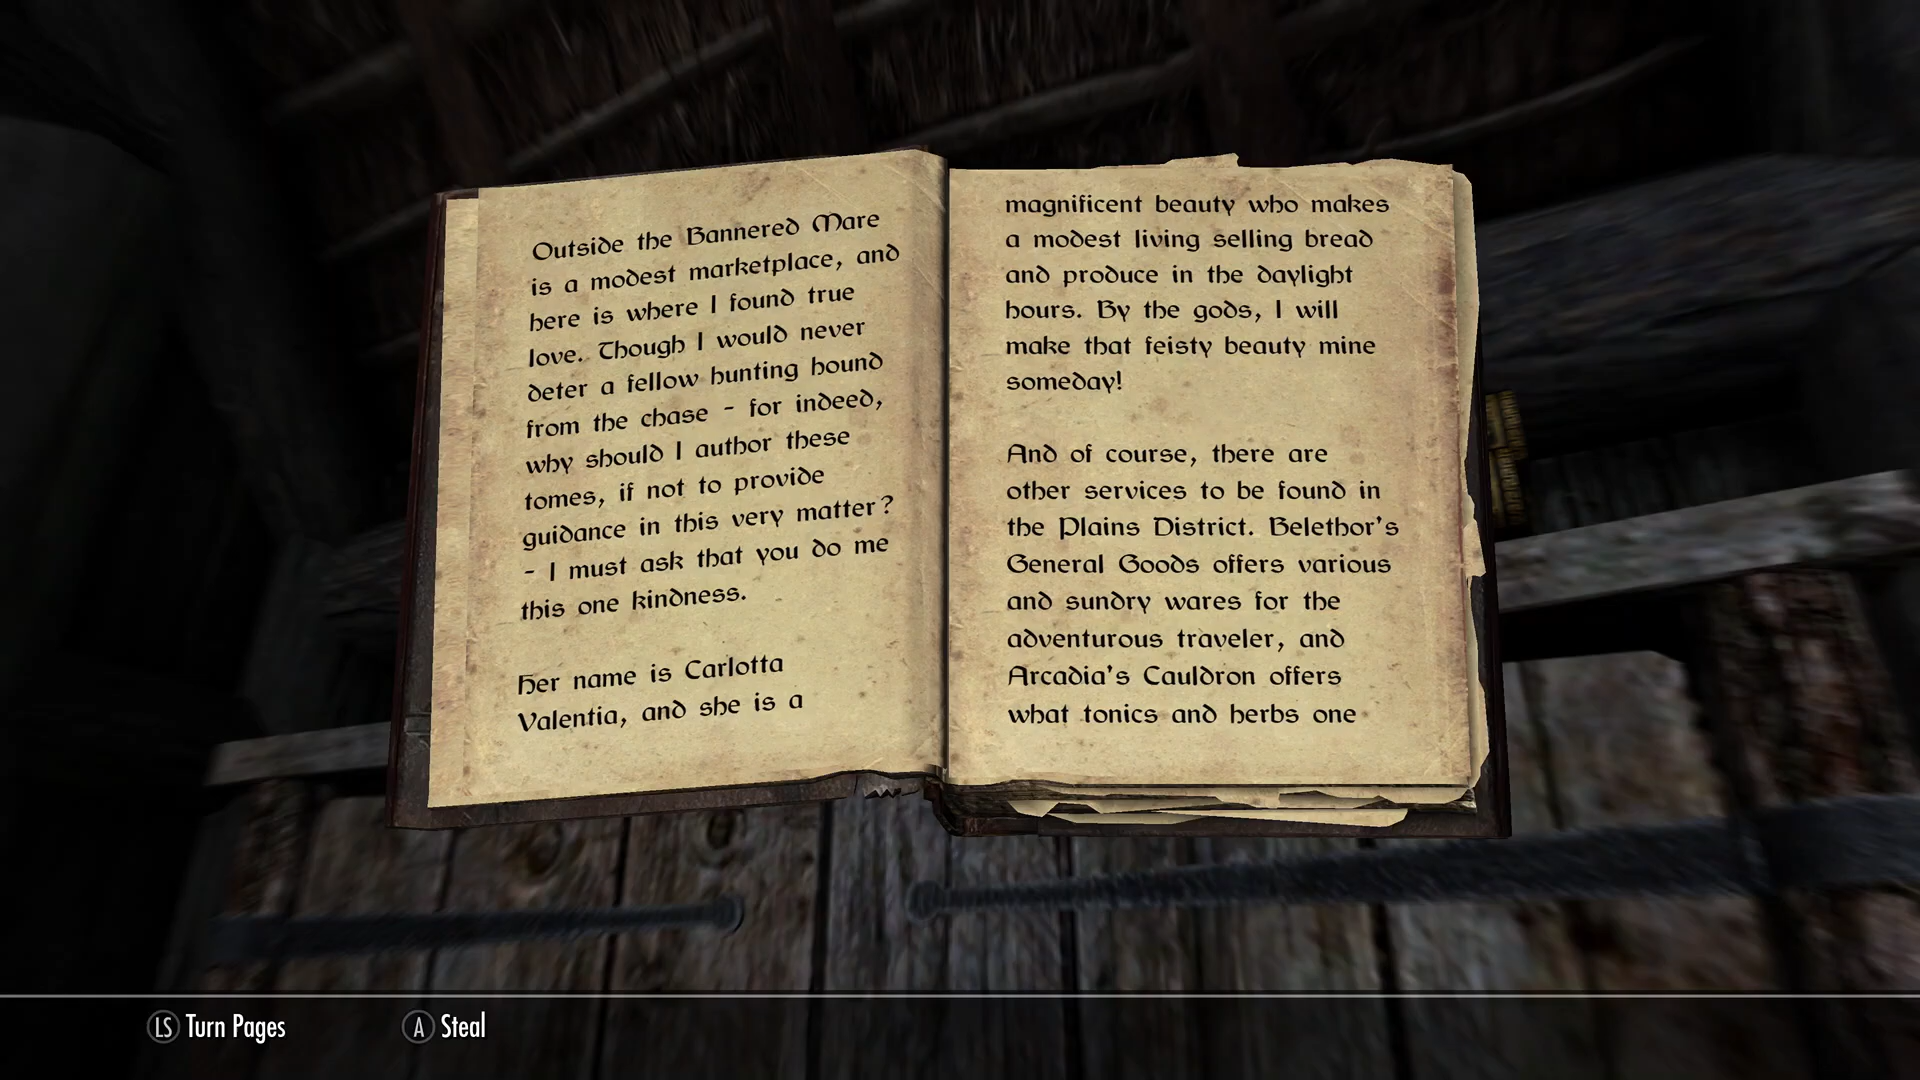 Outside the Bannered Mare
is a modest marketplace, and
here is where I found true
love. Though I would never
deter a fellow hunting hound
from the chase - for indeed,
why should I author these
tomes, if not to provide
guidance in this very matter?
- I must ask that you do me
this one kindness.
Her name is Carlotta
Valentia, and she is a
magnificent beauty who makes
a modest living selling bread
and produce in the daylight
hours. By the gods, I will
make that feisty beauty mine
someday!
And of course, there are
other services to be found in
the Plains District. Belethor's
General Goods offers various
and sundry wares for the
adventurous traveler, and
Arcadia's Cauldron offers
what tonics and herbs one
LS Turn Pages
A Steal